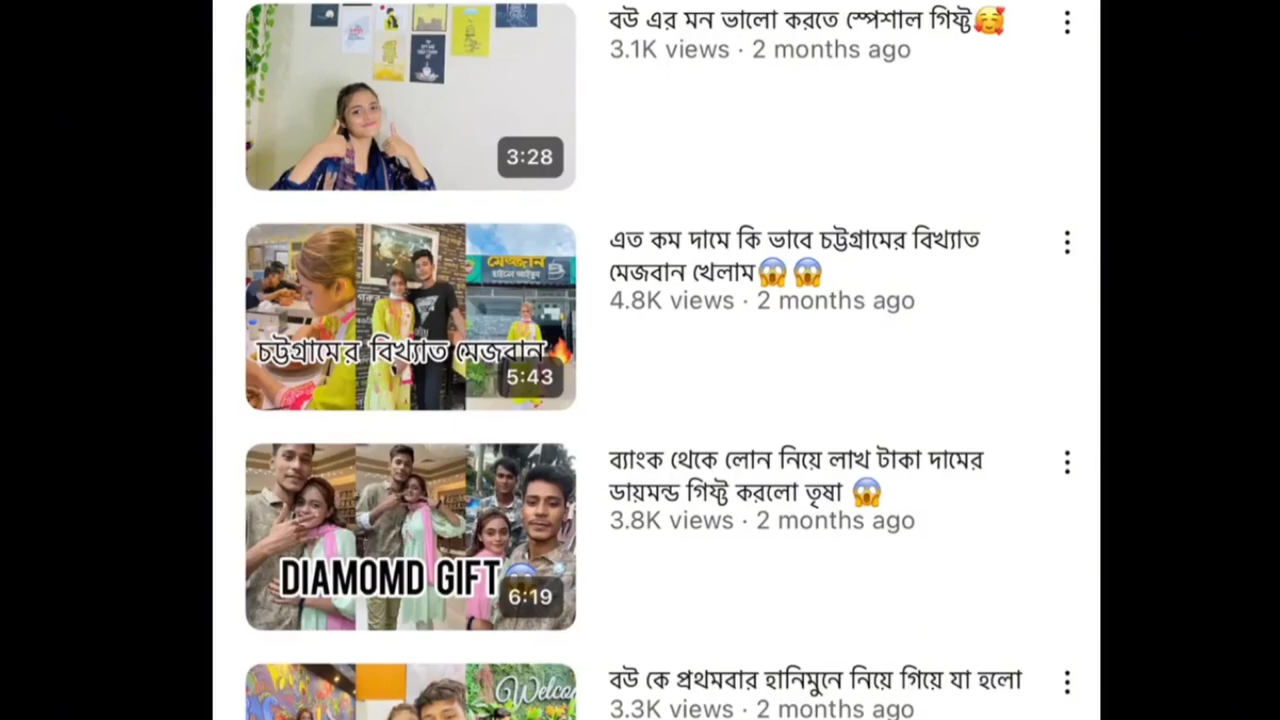 বউ এর মন ভালো করতে স্পেশাল গিফ্ট🥰
3.1K views · 2 months ago
3:28
এত কম দামে কি ভাবে চট্টগ্রামের বিখ্যাত
মেজবান খেলাম😱 😱
4.8K views · 2 months ago
মেজ্জান
হাইলে আইয়ুন
চট্টগ্রামের বিখ্যাত মেজবান🔥
5:43
ব্যাংক থেকে লোন নিয়ে লাখ টাকা দামের
ডায়মন্ড গিফ্ট করলো তৃষা 😱
3.8K views · 2 months ago
DIAMOMD GIFT
6:19
বউ কে প্রথমবার হানিমুনে নিয়ে গিয়ে যা হলো
3.3K views · 2 months ago